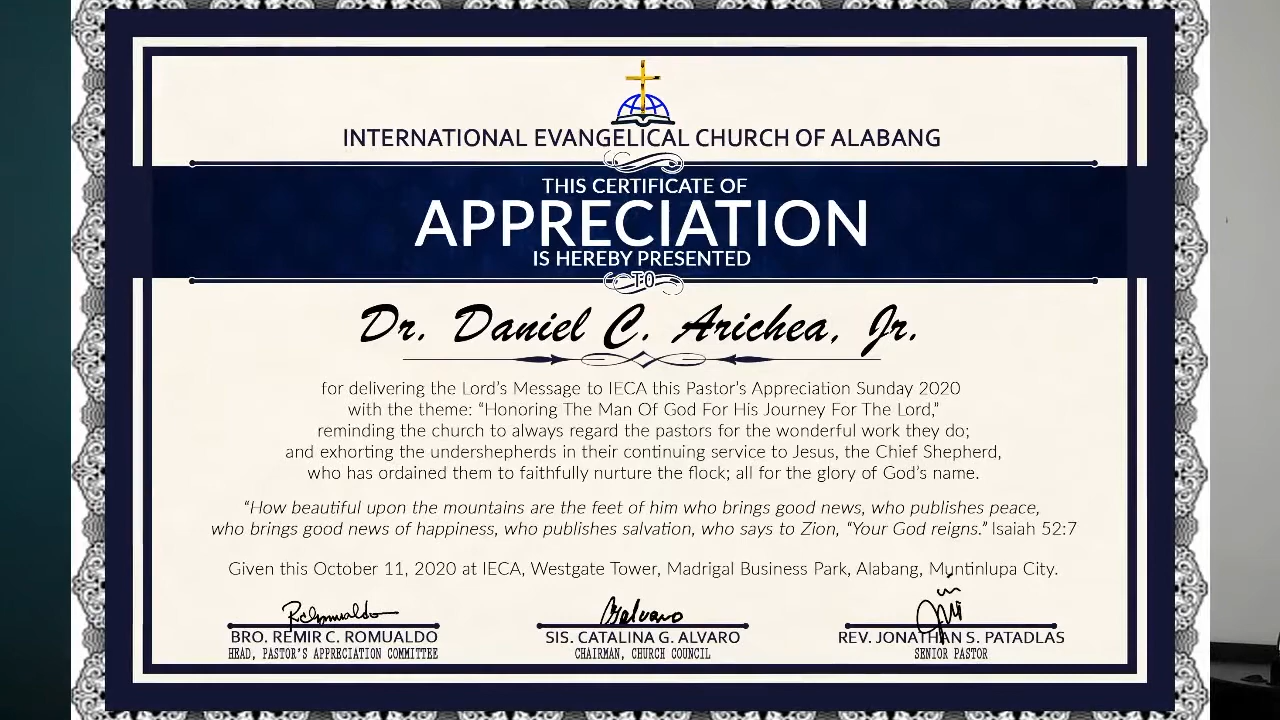 INTERNATIONAL EVANGELICAL CHURCH OF ALABANG
THIS CERTIFICATE OF
APPRECIATION
IS HEREBY PRESENTED
TO
Dr. Daniel C. Arichea, Jr.
for delivering the Lord's Message to IECA this Pastor's Appreciation Sunday 2020
with the theme: “Honoring The Man Of God For His Journey For The Lord,”
reminding the church to always regard the pastors for the wonderful work they do;
and exhorting the undershepherds in their continuing service to Jesus, the Chief Shepherd,
who has ordained them to faithfully nurture the flock; all for the glory of God's name.
“How beautiful upon the mountains are the feet of him who brings good news, who publishes peace,
who brings good news of happiness, who publishes salvation, who says to Zion, “Your God reigns.” Isaiah 52:7
Given this October 11, 2020 at IECA, Westgate Tower, Madrigal Business Park, Alabang, Muntinlupa City.
BRO. REMIR C. ROMUALDO
HEAD, PASTOR'S APPRECIATION COMMITTEE
SIS. CATALINA G. ALVARO
CHAIRMAN, CHURCH COUNCIL
REV. JONATHAN S. PATADLAS
SENIOR PASTOR